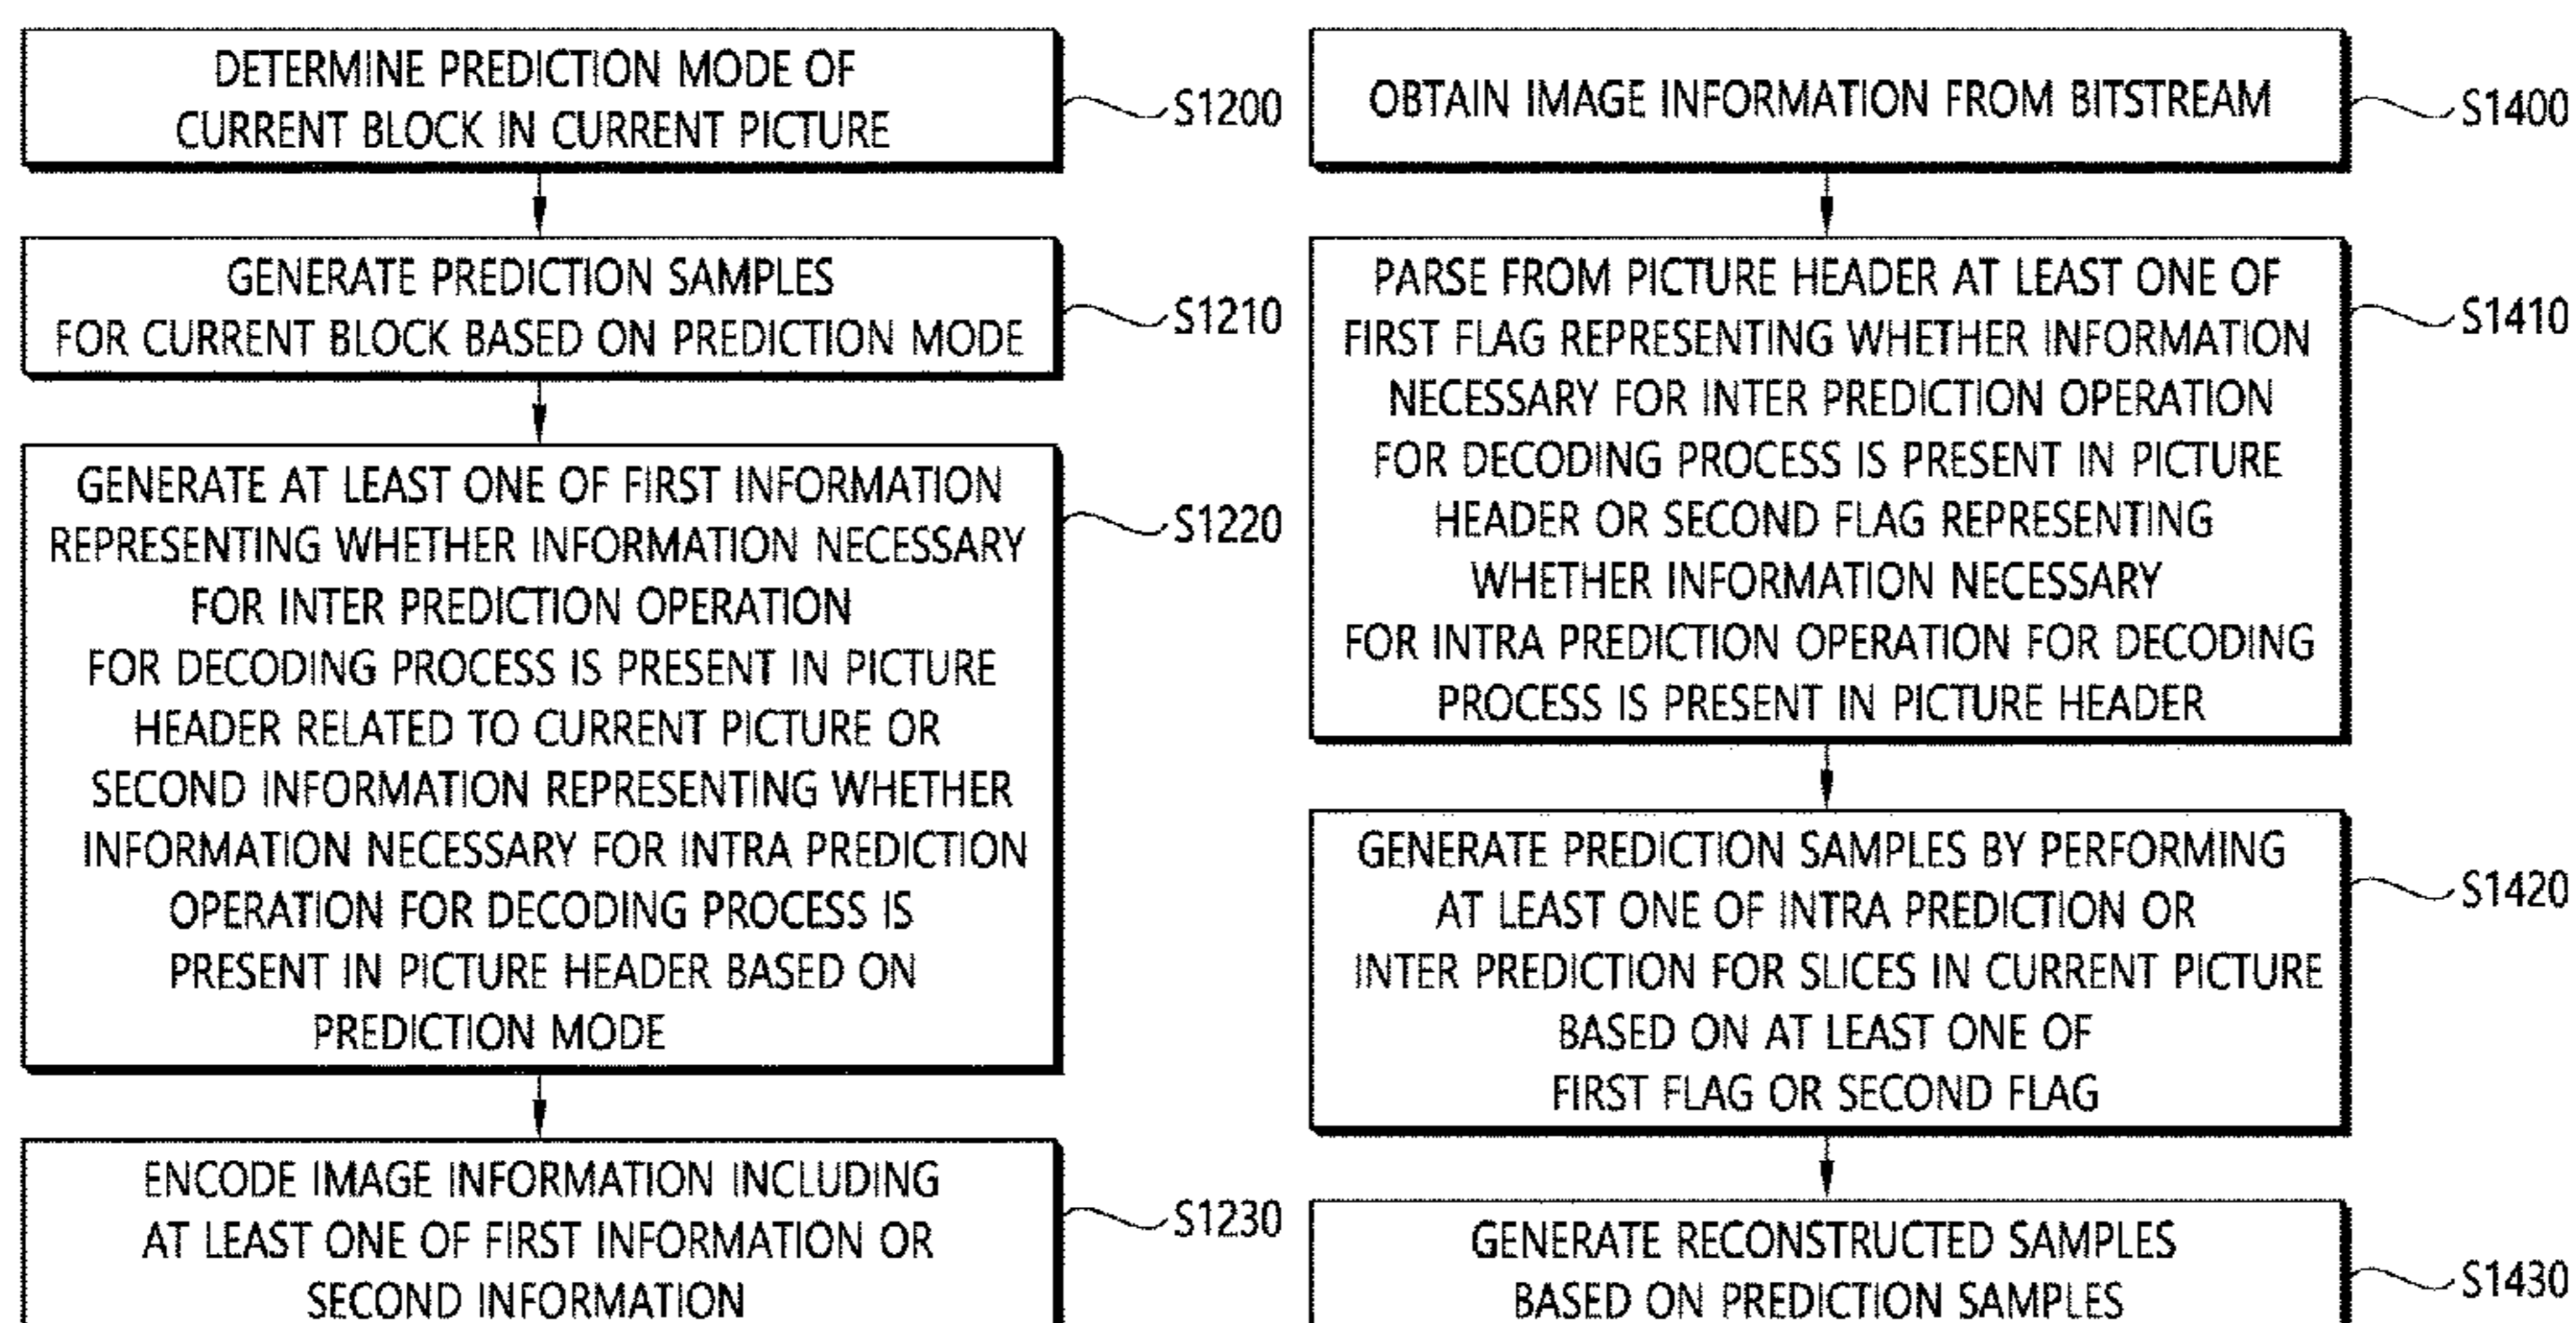 DETERMINE PREDICTION MODE OF
CURRENT BLOCK IN CURRENT PICTURE
S1200
GENERATE PREDICTION SAMPLES
FOR CURRENT BLOCK BASED ON PREDICTION MODE
S1210
GENERATE AT LEAST ONE OF FIRST INFORMATION
REPRESENTING WHETHER INFORMATION NECESSARY
FOR INTER PREDICTION OPERATION
FOR DECODING PROCESS IS PRESENT IN PICTURE
HEADER RELATED TO CURRENT PICTURE OR
SECOND INFORMATION REPRESENTING WHETHER
INFORMATION NECESSARY FOR INTRA PREDICTION
OPERATION FOR DECODING PROCESS IS
PRESENT IN PICTURE HEADER BASED ON
PREDICTION MODE
S1220
ENCODE IMAGE INFORMATION INCLUDING
AT LEAST ONE OF FIRST INFORMATION OR
SECOND INFORMATION
S1230
OBTAIN IMAGE INFORMATION FROM BITSTREAM
S1400
PARSE FROM PICTURE HEADER AT LEAST ONE OF
FIRST FLAG REPRESENTING WHETHER INFORMATION
NECESSARY FOR INTER PREDICTION OPERATION
FOR DECODING PROCESS IS PRESENT IN PICTURE
HEADER OR SECOND FLAG REPRESENTING
WHETHER INFORMATION NECESSARY
FOR INTRA PREDICTION OPERATION FOR DECODING
PROCESS IS PRESENT IN PICTURE HEADER
S1410
GENERATE PREDICTION SAMPLES BY PERFORMING
AT LEAST ONE OF INTRA PREDICTION OR
INTER PREDICTION FOR SLICES IN CURRENT PICTURE
BASED ON AT LEAST ONE OF
FIRST FLAG OR SECOND FLAG
S1420
GENERATE RECONSTRUCTED SAMPLES
BASED ON PREDICTION SAMPLES
S1430